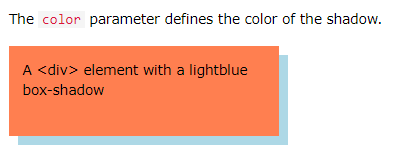 The color parameter defines the color of the shadow.
A <div> element with a lightblue
box-shadow